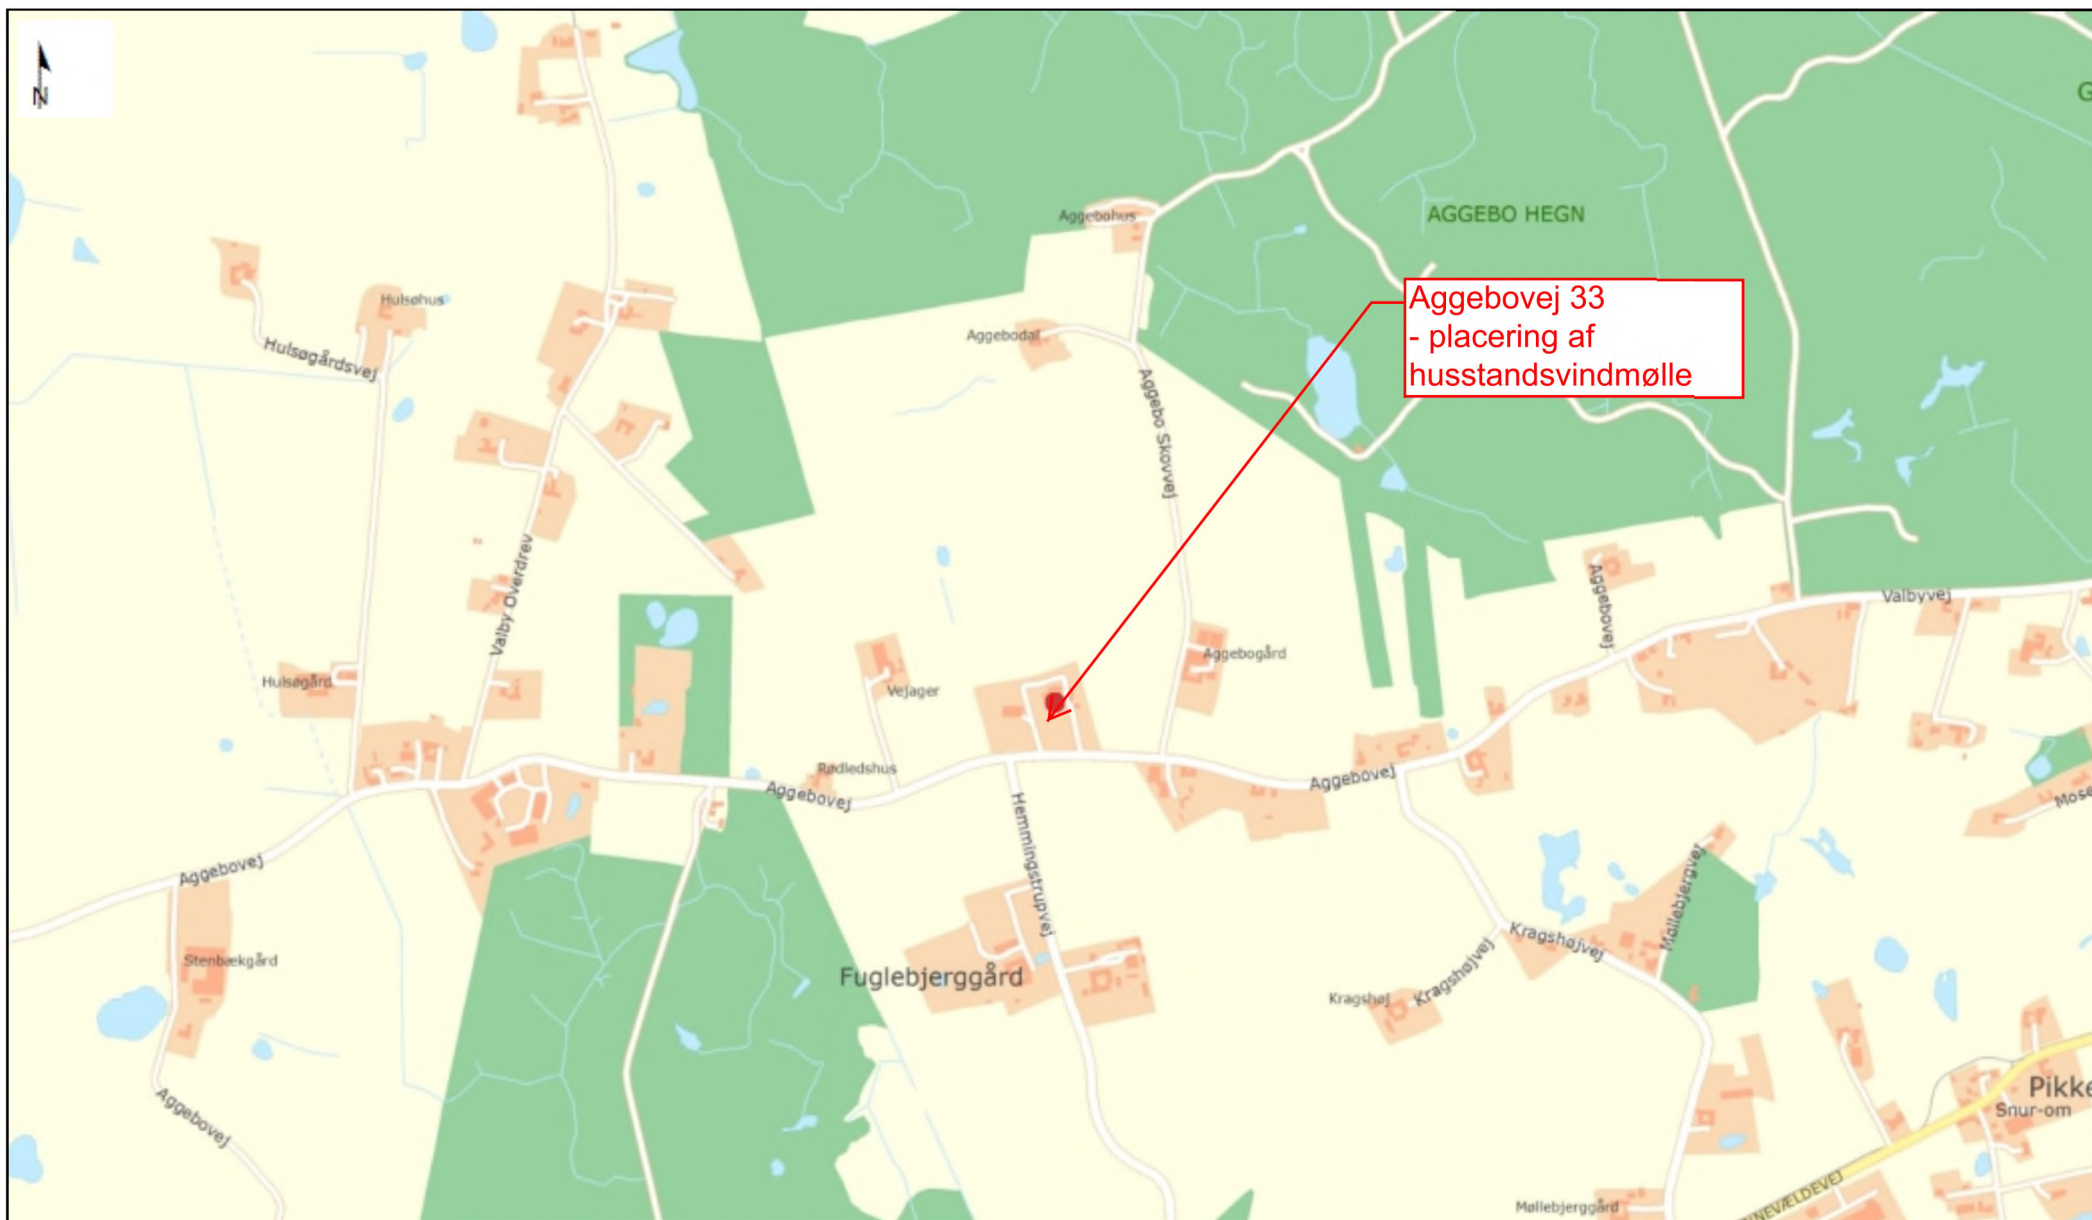 N
AGGEBO HEGN
Aggebohus
Aggebovej 33
- placering af
husstandsvindmølle
Hulsøhus
Hulsøgårdsvej
Aggebodal
Aggebo Skovvej
Valby Overdrev
Aggebovej
Valbyvej
Hulsøgård
Vejager
Aggebogård
Rødledshus
Aggebovej
Aggebovej
Hemmingstrupvej
Aggebovej
Møllebjergvej
Kragshøjvej
Kragshøjvej
Stenbækgård
Fuglebjerggård
Kragshøj
Aggebovej
Snur-om
Møllebjerggård